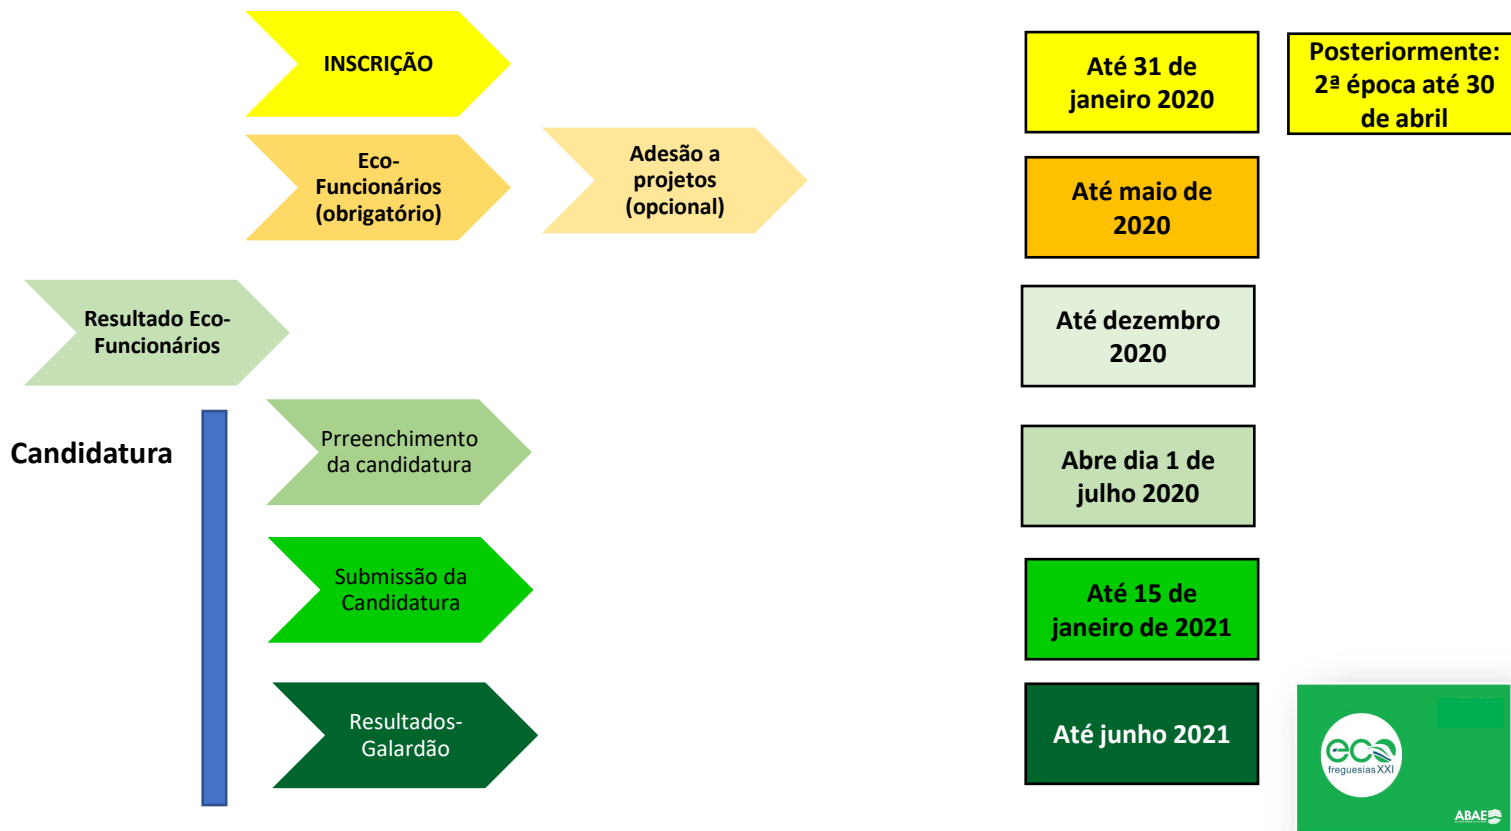 INSCRIÇÃO
Até 31 de
janeiro 2020
Posteriormente:
2ª época até 30
de abril
Eco-
Funcionários
(obrigatório)
Adesão a
projetos
(opcional)
Até maio de
2020
Resultado Eco-
Funcionários
Até dezembro
2020
Candidatura
Prreenchimento
da candidatura
Abre dia 1 de
julho 2020
Submissão da
Candidatura
Até 15 de
janeiro de 2021
Resultados-
Galardão
Até junho 2021
eco
freguesias XXI
ABAE